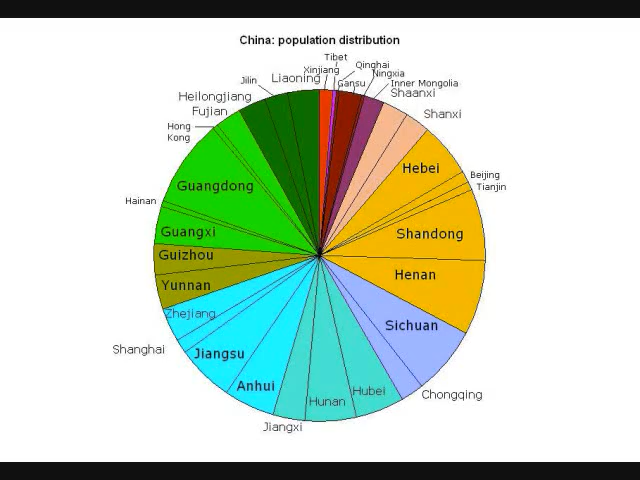 China: population distribution
Tibet
Xinjiang
Qinghai
Ningxia
Gansu
Inner Mongolia
Shaanxi
Shanxi
Jilin
Liaoning
Heilongjiang
Fujian
Hong
Kong
Guangdong
Hainan
Guangxi
Guizhou
Yunnan
Zhejiang
Shanghai
Jiangsu
Anhui
Jiangxi
Hunan
Hubei
Chongqing
Sichuan
Henan
Shandong
Tianjin
Beijing
Hebei